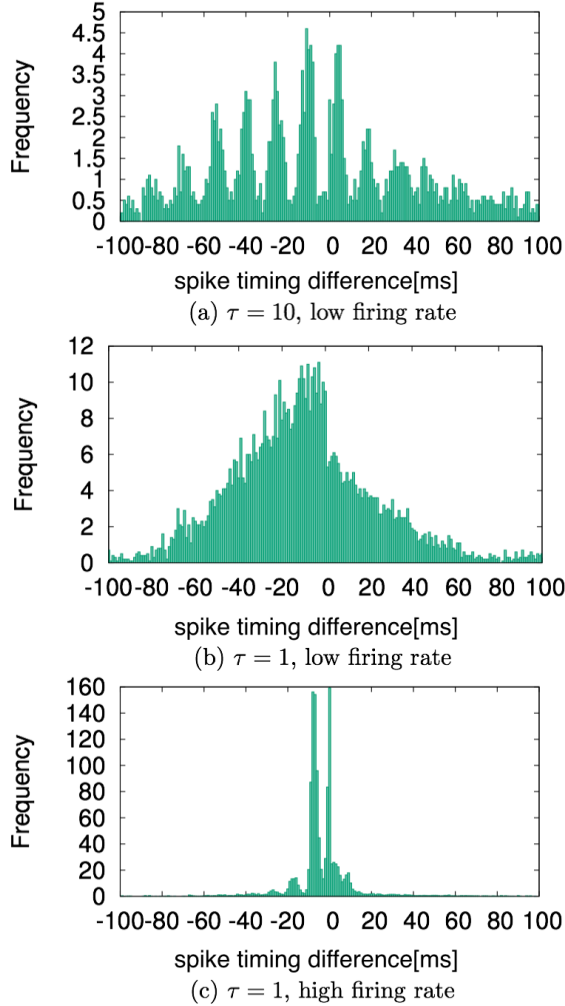 5
4.5
4
3.5
3
2.5
2
1.5
1
0.5
0
Frequency
-100-80 -60 -40 -20 0 20 40 60 80 100
spike timing difference[ms]
(a) τ = 10, low firing rate
12
10
8
6
4
2
0
Frequency
-100-80 -60 -40 -20 0 20 40 60 80 100
spike timing difference[ms]
(b) τ = 1, low firing rate
160
140
120
100
80
60
40
20
0
Frequency
-100-80 -60 -40 -20 0 20 40 60 80 100
spike timing difference[ms]
(c) τ = 1, high firing rate